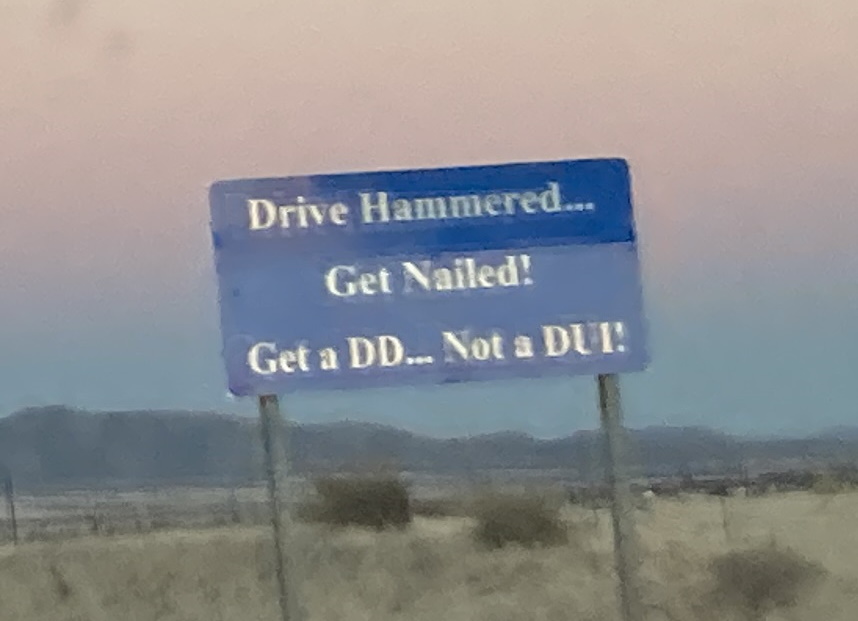 Drive Hammered...
Get Nailed!
Get a DD... Not a DUI!